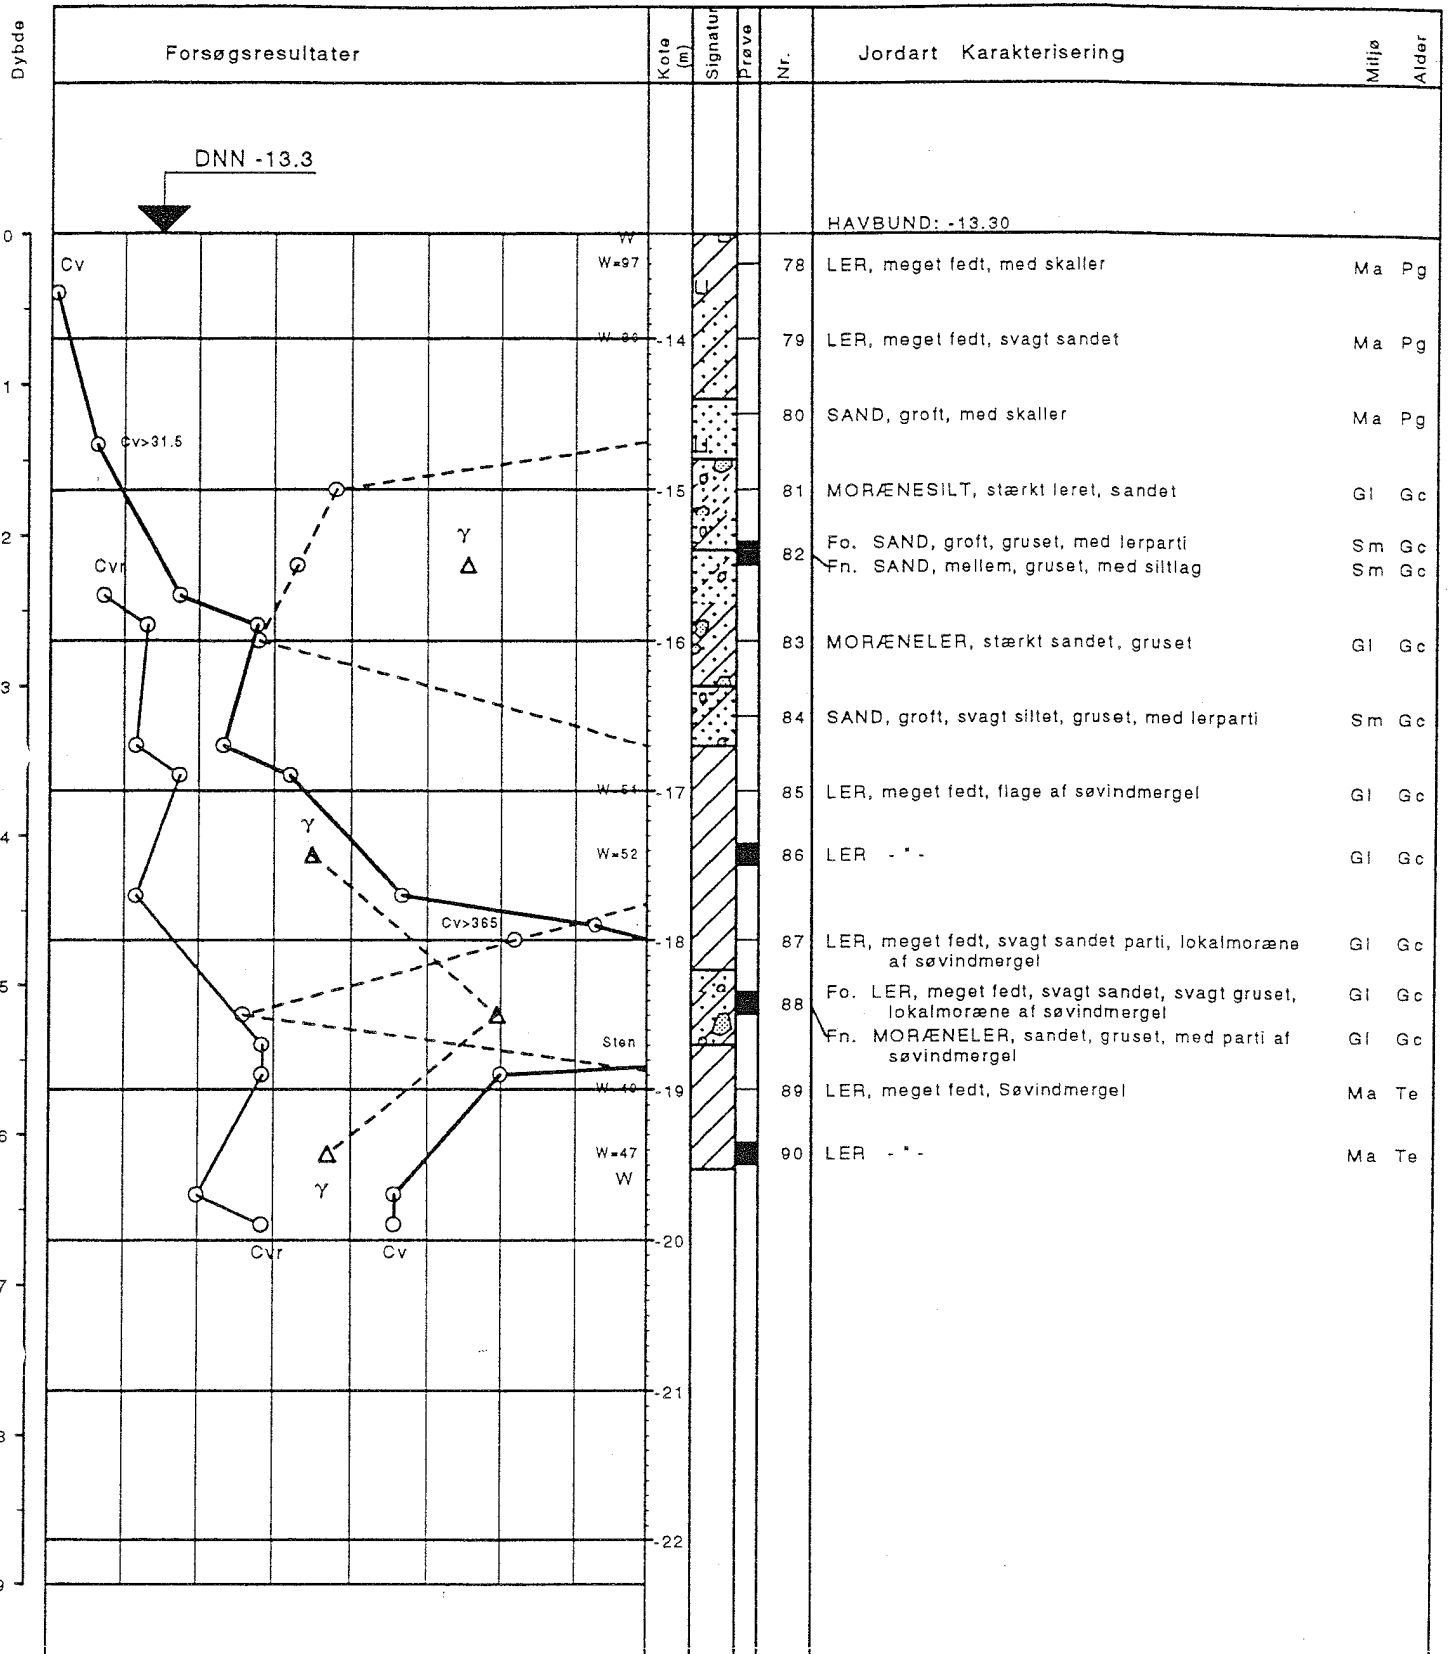 Dybde
Forsøgsresultater
Kote (m)
Signatur
Prøve
Nr.
Jordart Karakterisering
Miljø
Alder
DNN -13.3
HAVBUND: -13.30
0
W
Cv
W=97
78 LER, meget fedt, med skaller Ma Pg
-14
79 LER, meget fedt, svagt sandet Ma Pg
1
80 SAND, groft, med skaller Ma Pg
Cv>31.5
-15
81 MORÆNESILT, stærkt leret, sandet Gl Gc
2
γ
82 Fo. SAND, groft, gruset, med lerparti Sm Gc
Fn. SAND, mellem, gruset, med siltlag Sm Gc
Cvr
-16
83 MORÆNELER, stærkt sandet, gruset Gl Gc
3
84 SAND, groft, svagt siltet, gruset, med lerparti Sm Gc
W=51
-17
85 LER, meget fedt, flage af søvindmergel Gl Gc
4
γ
W=52
86 LER - " - Gl Gc
Cv>365
-18
87 LER, meget fedt, svagt sandet parti, lokalmoræne Gl Gc
af søvindmergel
5
88 Fo. LER, meget fedt, svagt sandet, svagt gruset, Gl Gc
lokalmoræne af søvindmergel
Sten
Fn. MORÆNELER, sandet, gruset, med parti af Gl Gc
søvindmergel
-19
89 LER, meget fedt, Søvindmergel Ma Te
6
W=47
90 LER - " - Ma Te
W
γ
Cvr
Cv
-20
7
-21
8
-22
9